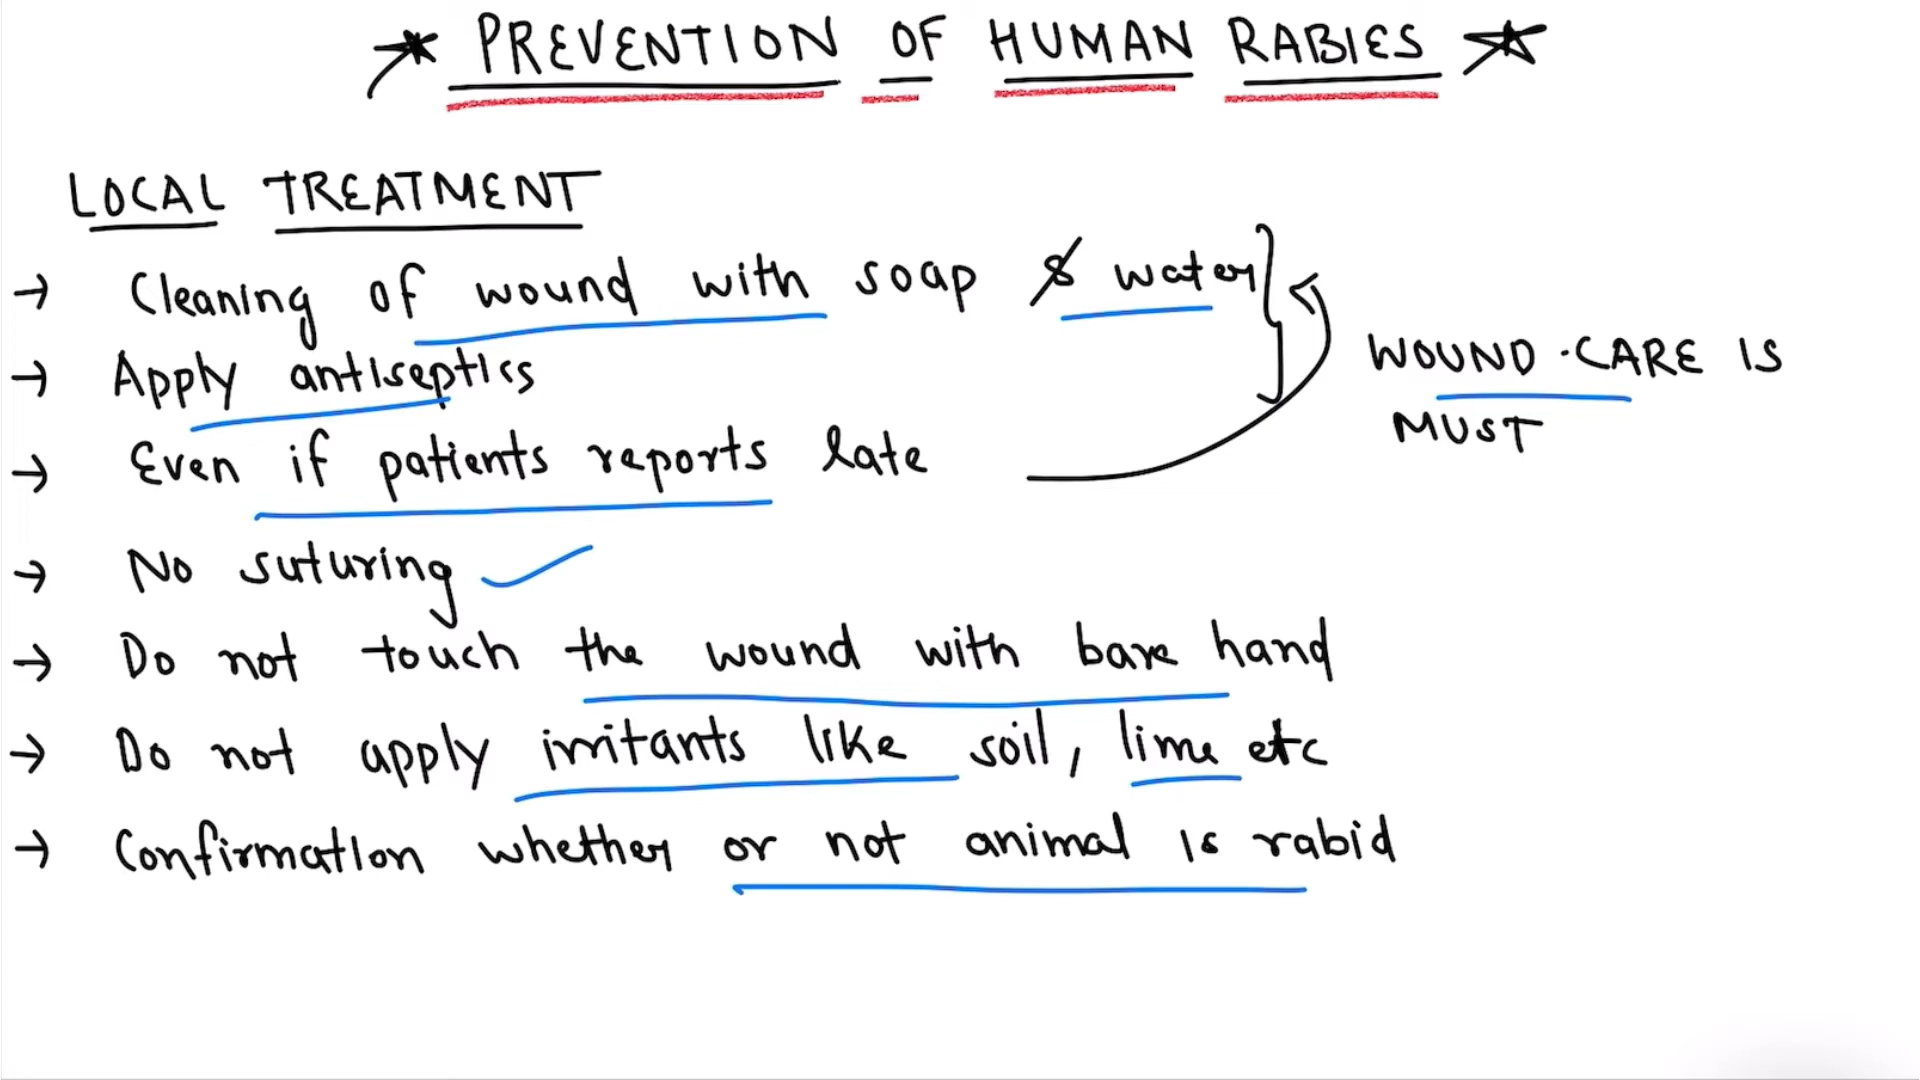 PREVENTION OF HUMAN RABIES
LOCAL TREATMENT
→ Cleaning of wound with soap & water
→ Apply antiseptics
→ Even if patients reports late
WOUND-CARE IS
MUST
→ No suturing
→ Do not touch the wound with bare hand
→ Do not apply irritants like soil, lime etc
→ Confirmation whether or not animal is rabid